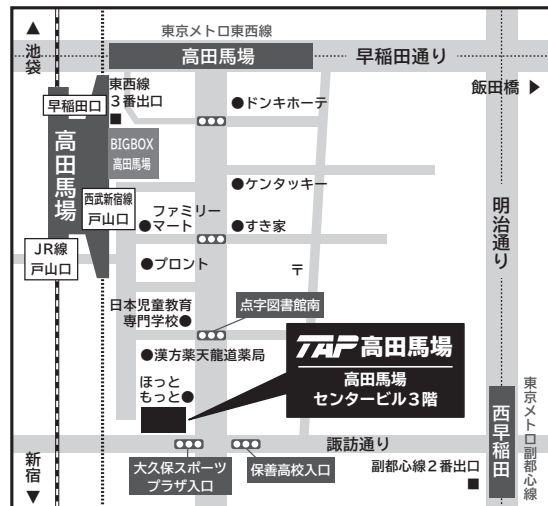 ▲
池袋
東京メトロ東西線
高田馬場
早稲田通り
飯田橋▶
早稲田口
東西線
3番出口
■
●ドンキホーテ
高田馬場
BIGBOX
高田馬場
●ケンタッキー
西武新宿線
戸山口
ファミリー
●マート
●すき家
明治通り
JR線
戸山口
●プロント
〒
点字図書館南
日本児童教育
専門学校●
TAP高田馬場
高田馬場
センタービル3階
●漢方薬天龍道薬局
ほっと
もっと●
西早稲田
東京メトロ副都心線
諏訪通り
大久保スポーツ
プラザ入口
保善高校入口
副都心線2番出口
■
新宿
▼